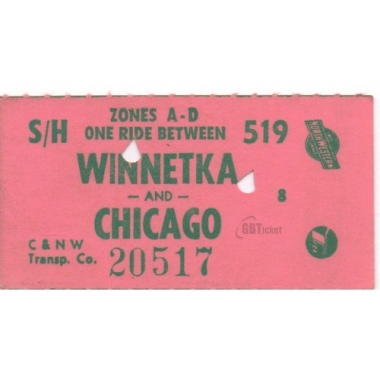 ZONES A-D
S/H ONE RIDE BETWEEN 519
WINNETKA
— AND — 8
CHICAGO
GBTicket
C & NW
Transp. Co. 20517
NORTH WESTERN